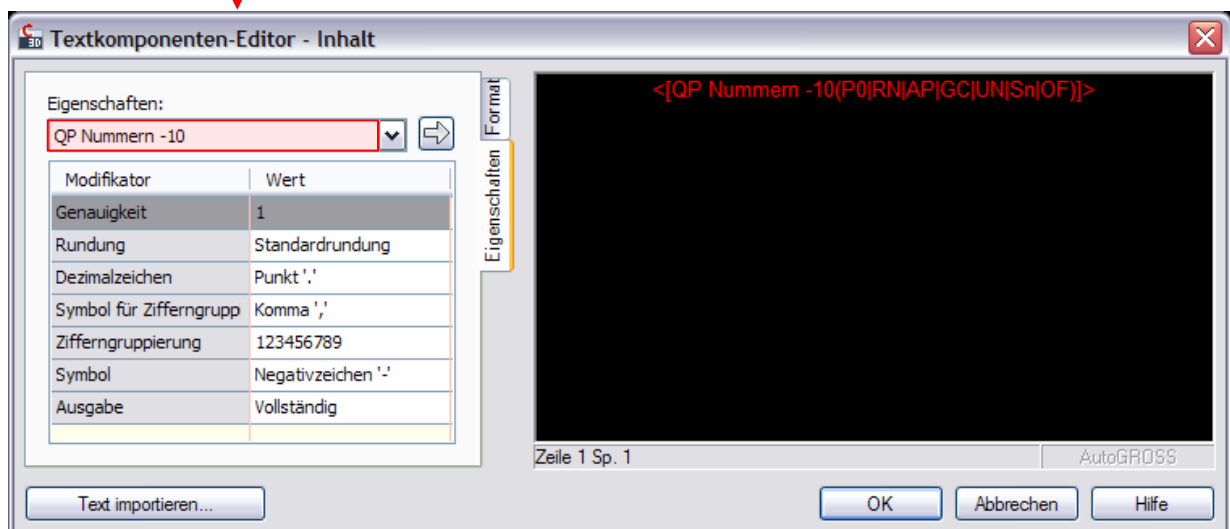 3D
Textkomponenten-Editor - Inhalt
Eigenschaften:
QP Nummern -10
Modifikator Wert
Genauigkeit 1
Rundung Standardrundung
Dezimalzeichen Punkt '.'
Symbol für Zifferngruppi Komma ','
Zifferngruppierung 123456789
Symbol Negativzeichen '-'
Ausgabe Vollständig
Format
Eigenschaften
<[QP Nummern -10(P0|RN|AP|GC|UN|Sn|OF)]>
Zeile 1 Sp. 1
AutoGROSS
Text importieren...
OK
Abbrechen
Hilfe